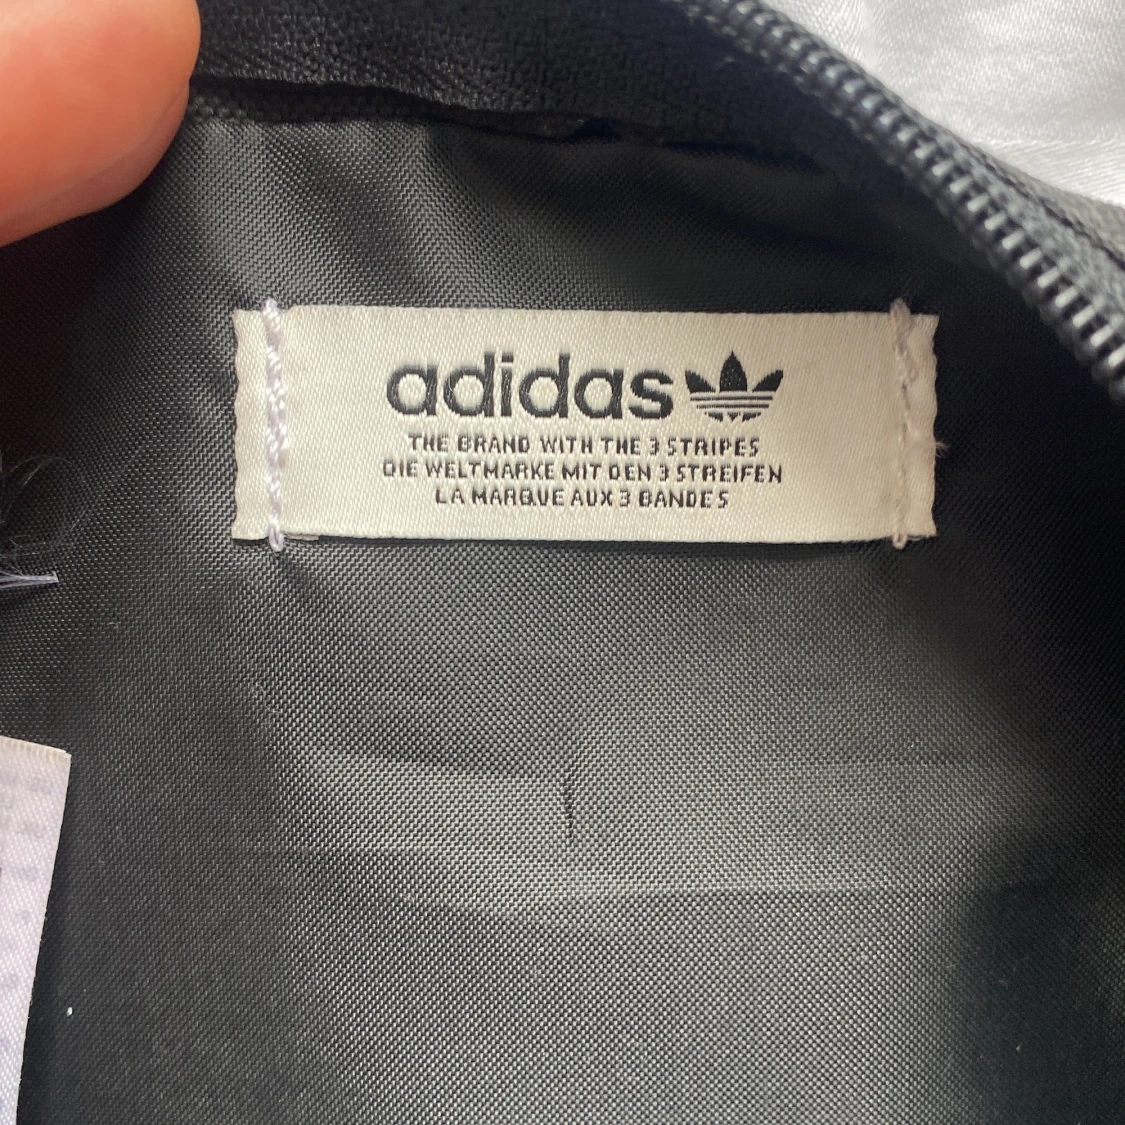 adidas
THE BRAND WITH THE 3 STRIPES
DIE WELTMARKE MIT DEN 3 STREIFEN
LA MARQUE AUX 3 BANDES